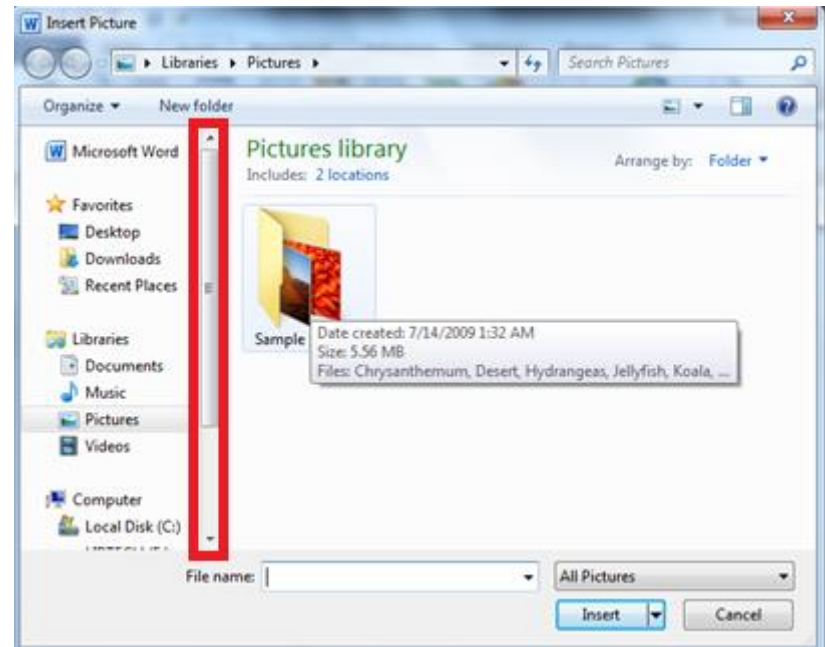 Insert Picture
Libraries Pictures Search Pictures
Organize New folder
Microsoft Word
Favorites
Desktop
Downloads
Recent Places
Libraries
Documents
Music
Pictures
Videos
Computer
Local Disk (C:)
Pictures library
Includes: 2 locations
Arrange by: Folder
Sample
Date created: 7/14/2009 1:32 AM
Size: 5.56 MB
Files: Chrysanthemum, Desert, Hydrangeas, Jellyfish, Koala, ...
File name: All Pictures
Insert Cancel